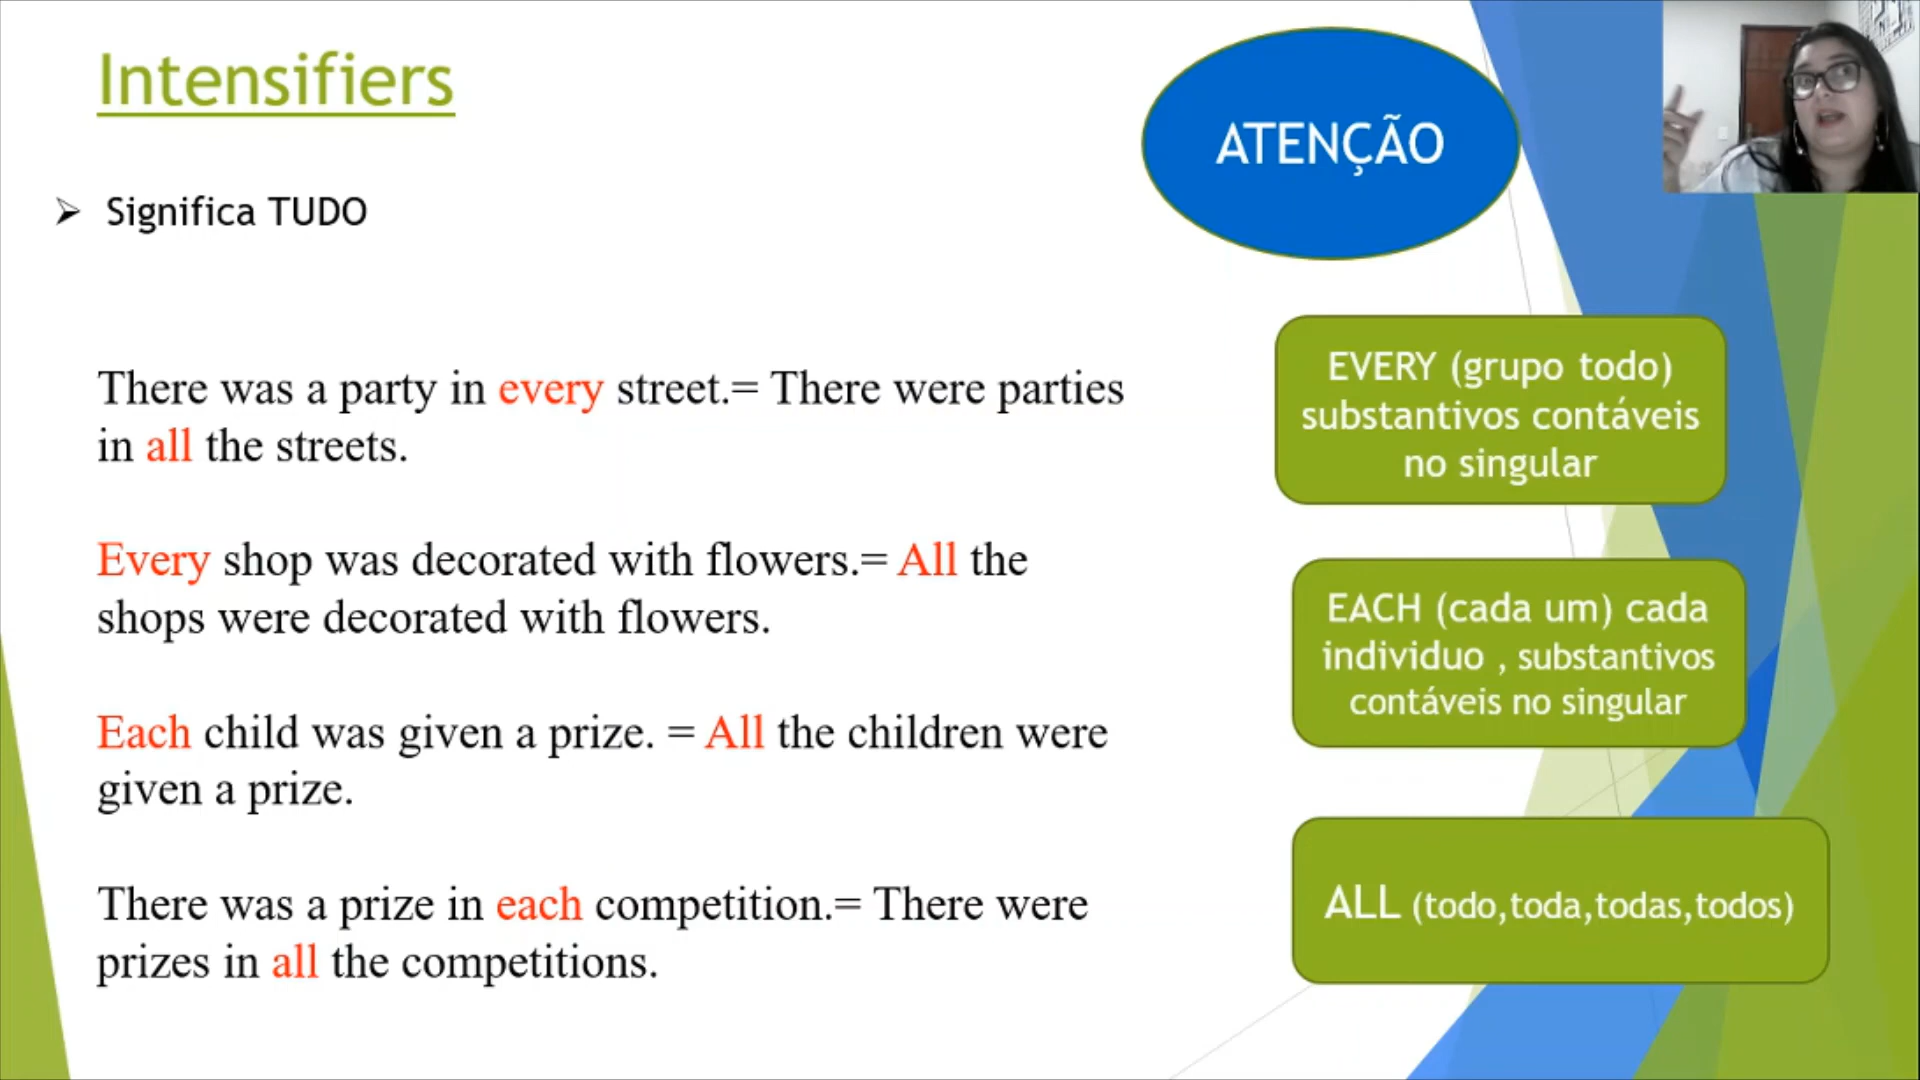 Intensifiers
ATENÇÃO
Significa TUDO
There was a party in every street.= There were parties
in all the streets.
Every shop was decorated with flowers.= All the
shops were decorated with flowers.
Each child was given a prize. = All the children were
given a prize.
There was a prize in each competition.= There were
prizes in all the competitions.
EVERY (grupo todo)
substantivos contáveis
no singular
EACH (cada um) cada
individuo , substantivos
contáveis no singular
ALL (todo,toda,todas,todos)